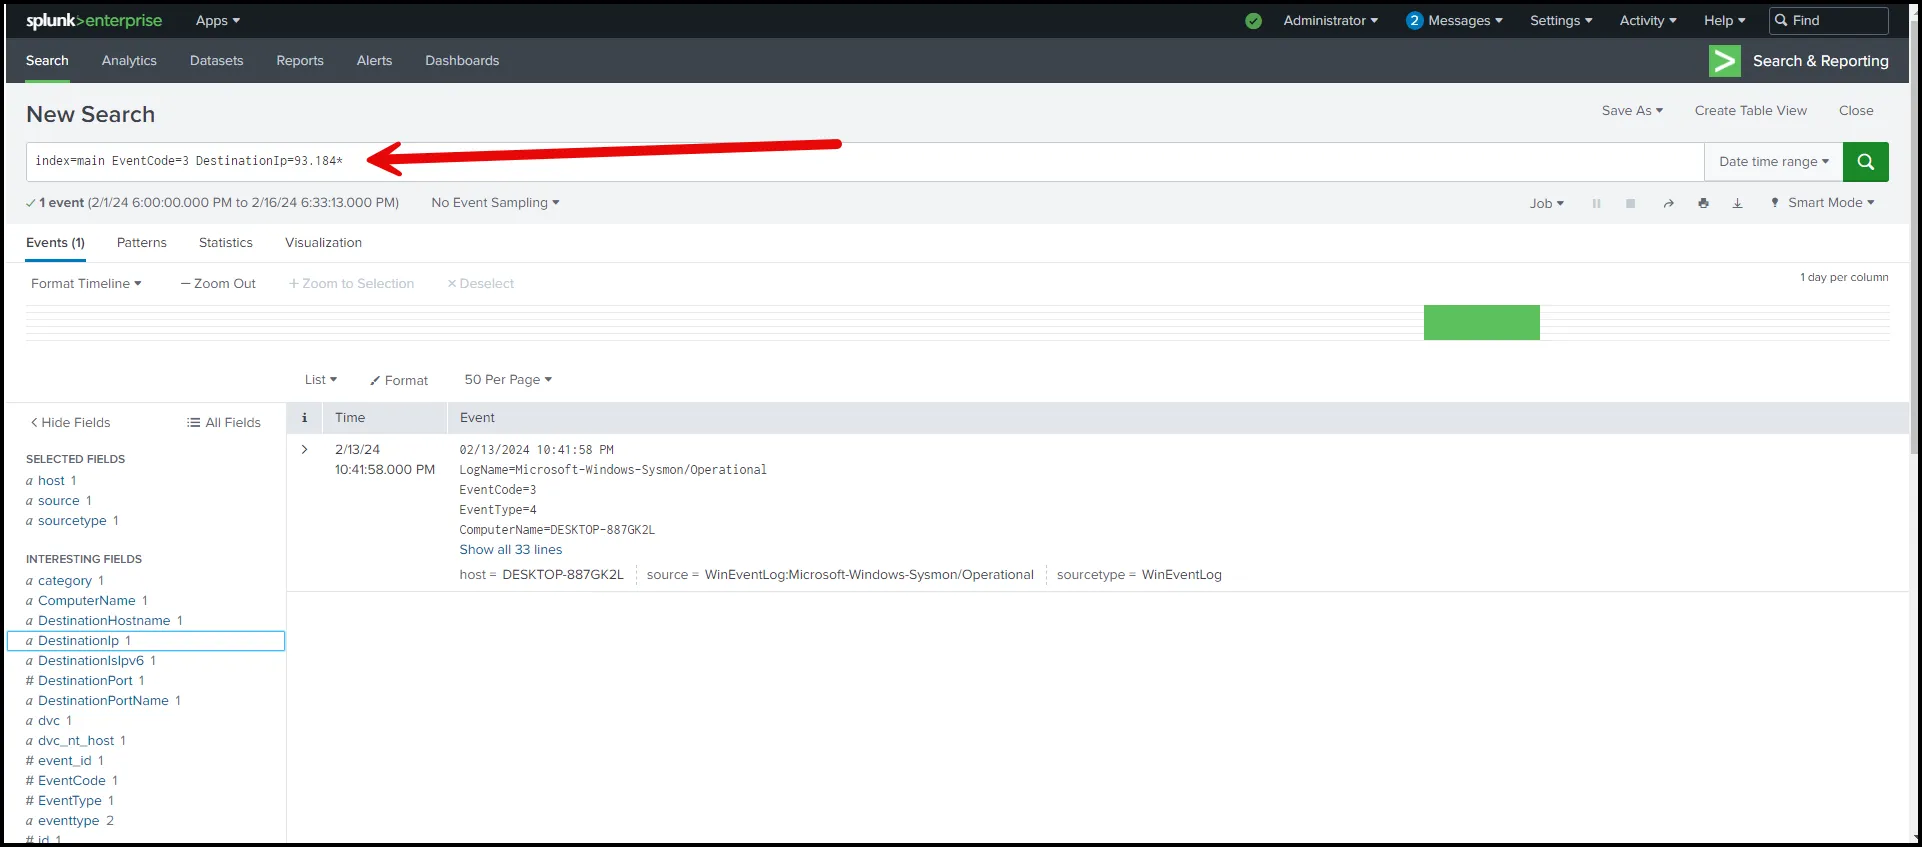 splunk>enterprise Apps Administrator 2 Messages Settings Activity Help Find
Search Analytics Datasets Reports Alerts Dashboards Search & Reporting
New Search Save As Create Table View Close
index=main EventCode=3 DestinationIp=93.184* Date time range
1 event (2/1/24 6:00:00.000 PM to 2/16/24 6:33:13.000 PM) No Event Sampling Job Smart Mode
Events (1) Patterns Statistics Visualization
Format Timeline — Zoom Out + Zoom to Selection × Deselect 1 day per column
List Format 50 Per Page
< Hide Fields All Fields i Time Event
SELECTED FIELDS
a host 1
a source 1
a sourcetype 1
INTERESTING FIELDS
a category 1
a ComputerName 1
a DestinationHostname 1
a DestinationIp 1
a DestinationIsIpv6 1
# DestinationPort 1
a DestinationPortName 1
a dvc 1
a dvc_nt_host 1
# event_id 1
# EventCode 1
# EventType 1
a eventtype 2
# id 1
> 2/13/24
10:41:58.000 PM
02/13/2024 10:41:58 PM
LogName=Microsoft-Windows-Sysmon/Operational
EventCode=3
EventType=4
ComputerName=DESKTOP-887GK2L
Show all 33 lines
host = DESKTOP-887GK2L source = WinEventLog:Microsoft-Windows-Sysmon/Operational sourcetype = WinEventLog